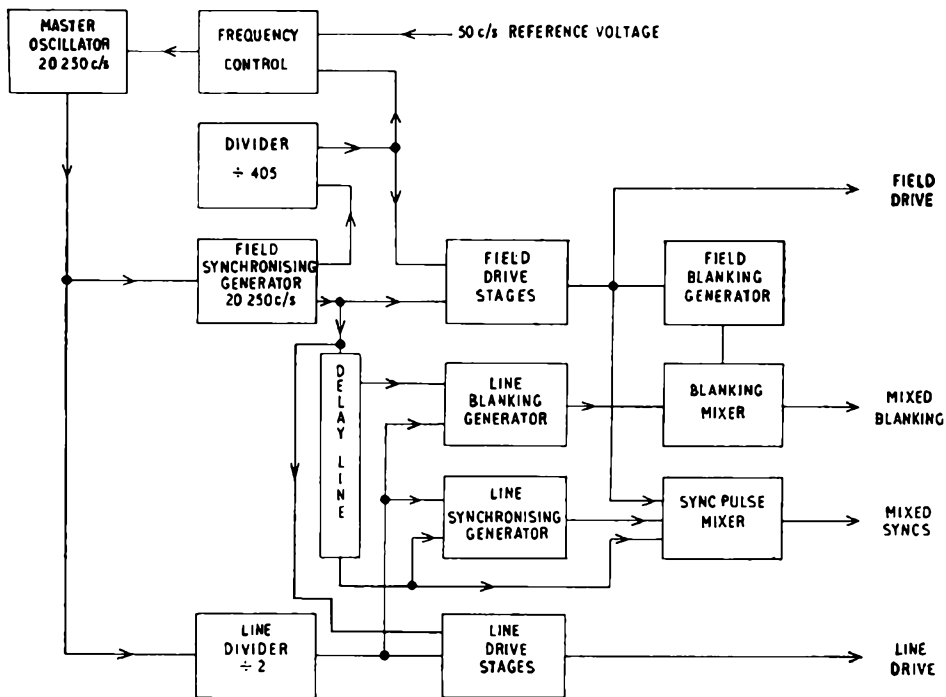 MASTER
OSCILLATOR
20 250 c/s
FREQUENCY
CONTROL
50 c/s REFERENCE VOLTAGE
DIVIDER
÷ 405
FIELD
SYNCHRONISING
GENERATOR
20 250 c/s
FIELD
DRIVE
STAGES
FIELD
BLANKING
GENERATOR
FIELD
DRIVE
DELAY LINE
LINE
BLANKING
GENERATOR
BLANKING
MIXER
MIXED
BLANKING
LINE
SYNCHRONISING
GENERATOR
SYNC PULSE
MIXER
MIXED
SYNCS
LINE
DIVIDER
÷ 2
LINE
DRIVE
STAGES
LINE
DRIVE